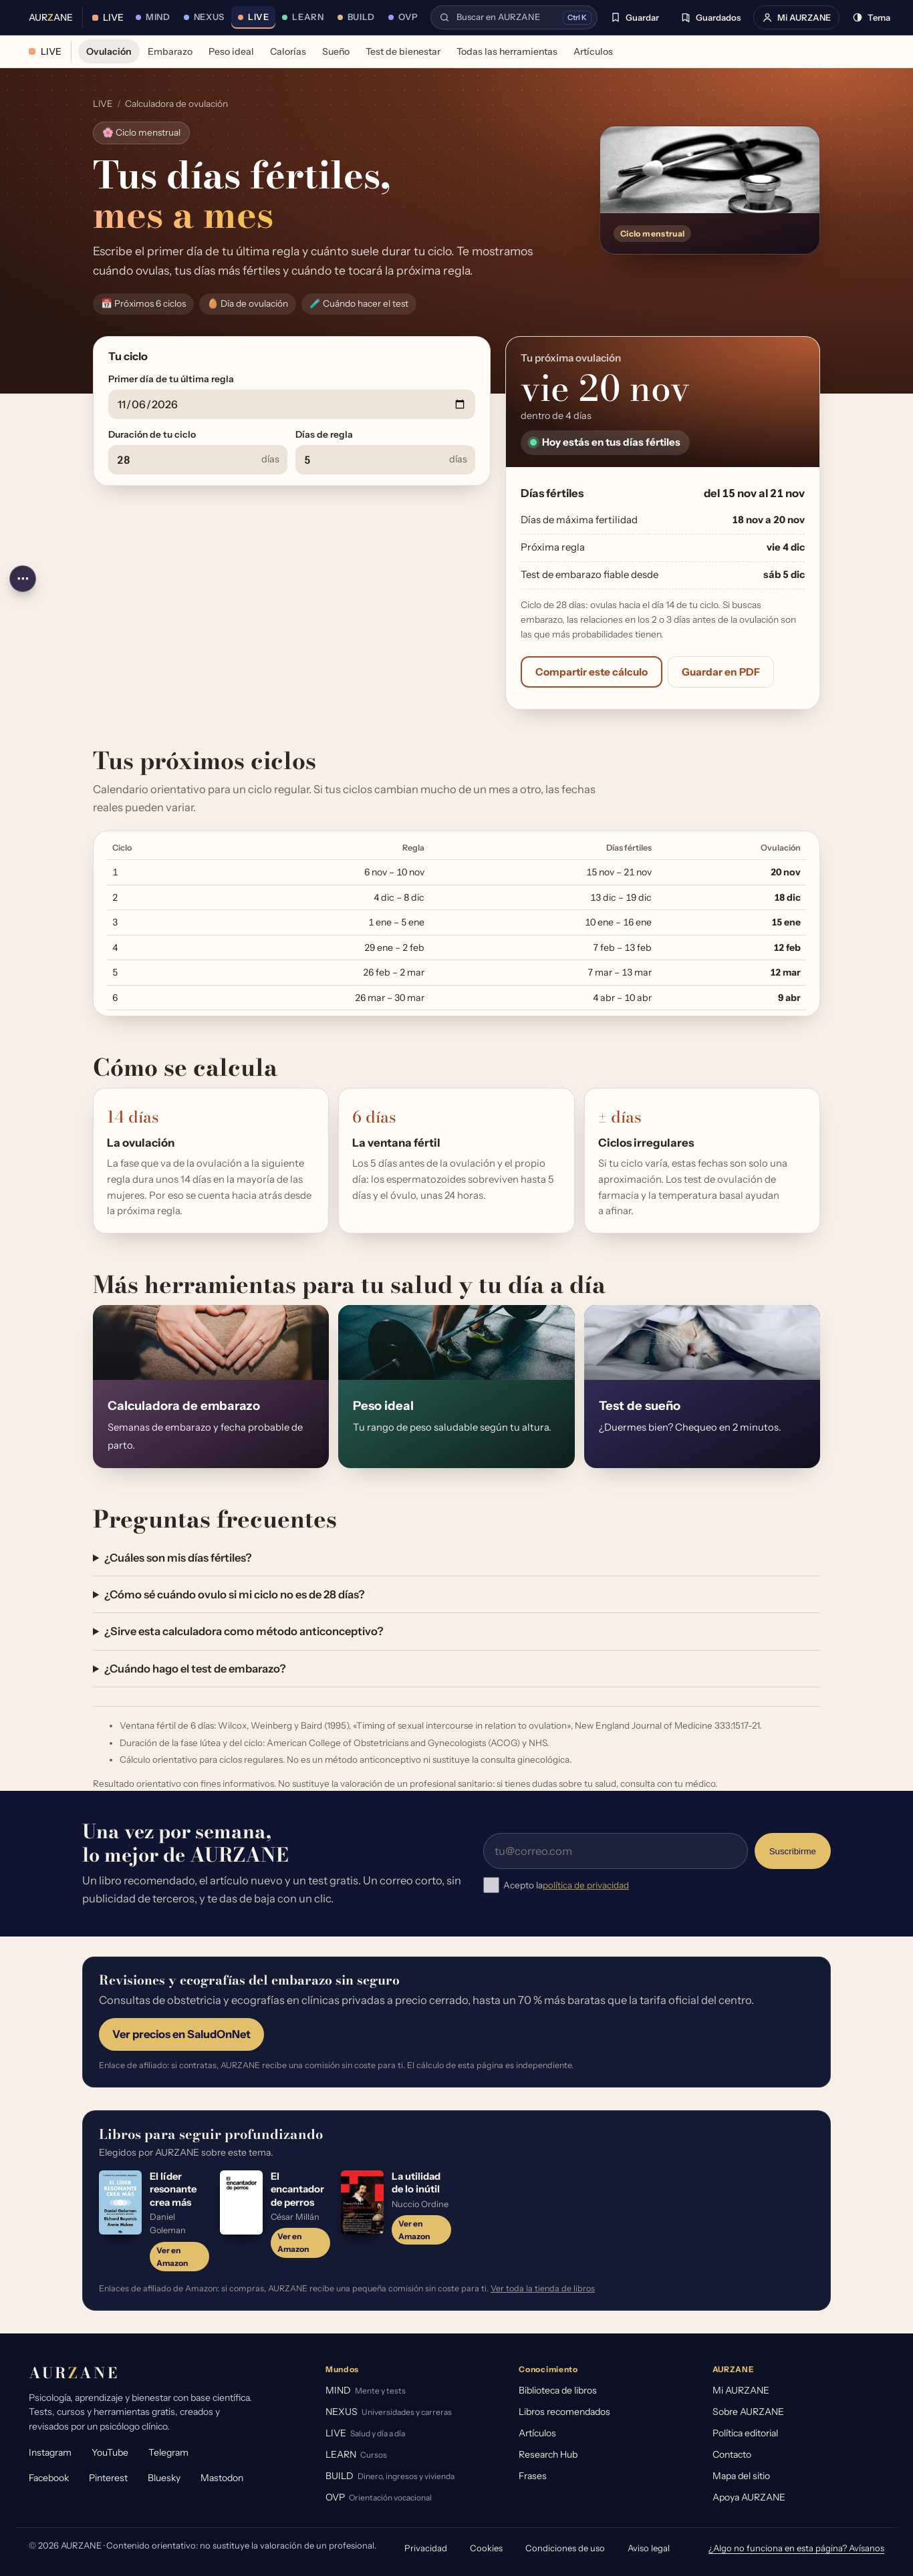 AURZANE
LIVE
MIND
NEXUS
LIVE
LEARN
BUILD
OVP
Buscar en AURZANE
Ctrl K
Guardar
Guardados
Mi AURZANE
Tema
LIVE
Ovulación
Embarazo
Peso ideal
Calorías
Sueño
Test de bienestar
Todas las herramientas
Artículos
LIVE / Calculadora de ovulación
🌸 Ciclo menstrual
Tus días fértiles,
mes a mes
Escribe el primer día de tu última regla y cuánto suele durar tu ciclo. Te mostramos
cuándo ovulas, tus días más fértiles y cuándo te tocará la próxima regla.
📅 Próximos 6 ciclos
🥚 Día de ovulación
🧪 Cuándo hacer el test
Ciclo menstrual
Tu ciclo
Primer día de tu última regla
11/06/2026
Duración de tu ciclo
28 días
Días de regla
5 días
Tu próxima ovulación
vie 20 nov
dentro de 4 días
Hoy estás en tus días fértiles
Días fértiles del 15 nov al 21 nov
Días de máxima fertilidad 18 nov a 20 nov
Próxima regla vie 4 dic
Test de embarazo fiable desde sáb 5 dic
Ciclo de 28 días: ovulas hacia el día 14 de tu ciclo. Si buscas
embarazo, las relaciones en los 2 o 3 días antes de la ovulación son
las que más probabilidades tienen.
Compartir este cálculo
Guardar en PDF
Tus próximos ciclos
Calendario orientativo para un ciclo regular. Si tus ciclos cambian mucho de un mes a otro, las fechas
reales pueden variar.
Ciclo Regla Días fértiles Ovulación
1 6 nov – 10 nov 15 nov – 21 nov 20 nov
2 4 dic – 8 dic 13 dic – 19 dic 18 dic
3 1 ene – 5 ene 10 ene – 16 ene 15 ene
4 29 ene – 2 feb 7 feb – 13 feb 12 feb
5 26 feb – 2 mar 7 mar – 13 mar 12 mar
6 26 mar – 30 mar 4 abr – 10 abr 9 abr
Cómo se calcula
14 días
La ovulación
La fase que va de la ovulación a la siguiente
regla dura unos 14 días en la mayoría de las
mujeres. Por eso se cuenta hacia atrás desde
la próxima regla.
6 días
La ventana fértil
Los 5 días antes de la ovulación y el propio
día: los espermatozoides sobreviven hasta 5
días y el óvulo, unas 24 horas.
± días
Ciclos irregulares
Si tu ciclo varía, estas fechas son solo una
aproximación. Los test de ovulación de
farmacia y la temperatura basal ayudan
a afinar.
Más herramientas para tu salud y tu día a día
Calculadora de embarazo
Semanas de embarazo y fecha probable de
parto.
Peso ideal
Tu rango de peso saludable según tu altura.
Test de sueño
¿Duermes bien? Chequeo en 2 minutos.
Preguntas frecuentes
¿Cuáles son mis días fértiles?
¿Cómo sé cuándo ovulo si mi ciclo no es de 28 días?
¿Sirve esta calculadora como método anticonceptivo?
¿Cuándo hago el test de embarazo?
• Ventana fértil de 6 días: Wilcox, Weinberg y Baird (1995), «Timing of sexual intercourse in relation to ovulation», New England Journal of Medicine 333:1517-21.
• Duración de la fase lútea y del ciclo: American College of Obstetricians and Gynecologists (ACOG) y NHS.
• Cálculo orientativo para ciclos regulares. No es un método anticonceptivo ni sustituye la consulta ginecológica.
Resultado orientativo con fines informativos. No sustituye la valoración de un profesional sanitario: si tienes dudas sobre tu salud, consulta con tu médico.
Una vez por semana,
lo mejor de AURZANE
Un libro recomendado, el artículo nuevo y un test gratis. Un correo corto, sin
publicidad de terceros, y te das de baja con un clic.
tu@correo.com
Suscribirme
Acepto lapolítica de privacidad
Revisiones y ecografías del embarazo sin seguro
Consultas de obstetricia y ecografías en clínicas privadas a precio cerrado, hasta un 70 % más baratas que la tarifa oficial del centro.
Ver precios en SaludOnNet
Enlace de afiliado: si contratas, AURZANE recibe una comisión sin coste para ti. El cálculo de esta página es independiente.
Libros para seguir profundizando
Elegidos por AURZANE sobre este tema.
EL LÍDER
RESONANTE
CREA MÁS
Daniel
Goleman
Richard Boyatzis
Annie McKee
El líder
resonante
crea más
Daniel
Goleman
Ver en
Amazon
El
encantador
de perros
El
encantador
de perros
César Millán
Ver en
Amazon
La utilidad
de lo inútil
Nuccio Ordine
Ver en
Amazon
Enlaces de afiliado de Amazon: si compras, AURZANE recibe una pequeña comisión sin coste para ti. Ver toda la tienda de libros
AURZANE
Psicología, aprendizaje y bienestar con base científica.
Tests, cursos y herramientas gratis, creados y
revisados por un psicólogo clínico.
Instagram
YouTube
Telegram
Facebook
Pinterest
Bluesky
Mastodon
Mundos
MIND Mente y tests
NEXUS Universidades y carreras
LIVE Salud y día a día
LEARN Cursos
BUILD Dinero, ingresos y vivienda
OVP Orientación vocacional
Conocimiento
Biblioteca de libros
Libros recomendados
Artículos
Research Hub
Frases
AURZANE
Mi AURZANE
Sobre AURZANE
Política editorial
Contacto
Mapa del sitio
Apoya AURZANE
© 2026 AURZANE · Contenido orientativo: no sustituye la valoración de un profesional.
Privacidad
Cookies
Condiciones de uso
Aviso legal
¿Algo no funciona en esta página? Avísanos